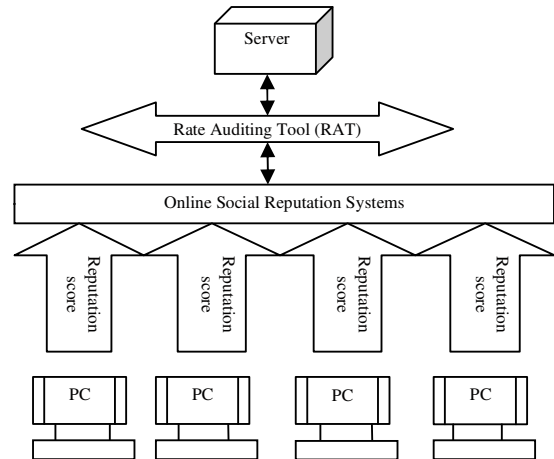 Server
Rate Auditing Tool (RAT)
Online Social Reputation Systems
Reputation
score
Reputation
score
Reputation
score
Reputation
score
PC
PC
PC
PC